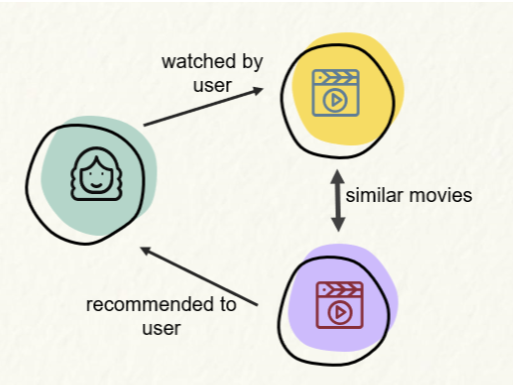 watched by
user
similar movies
recommended to
user